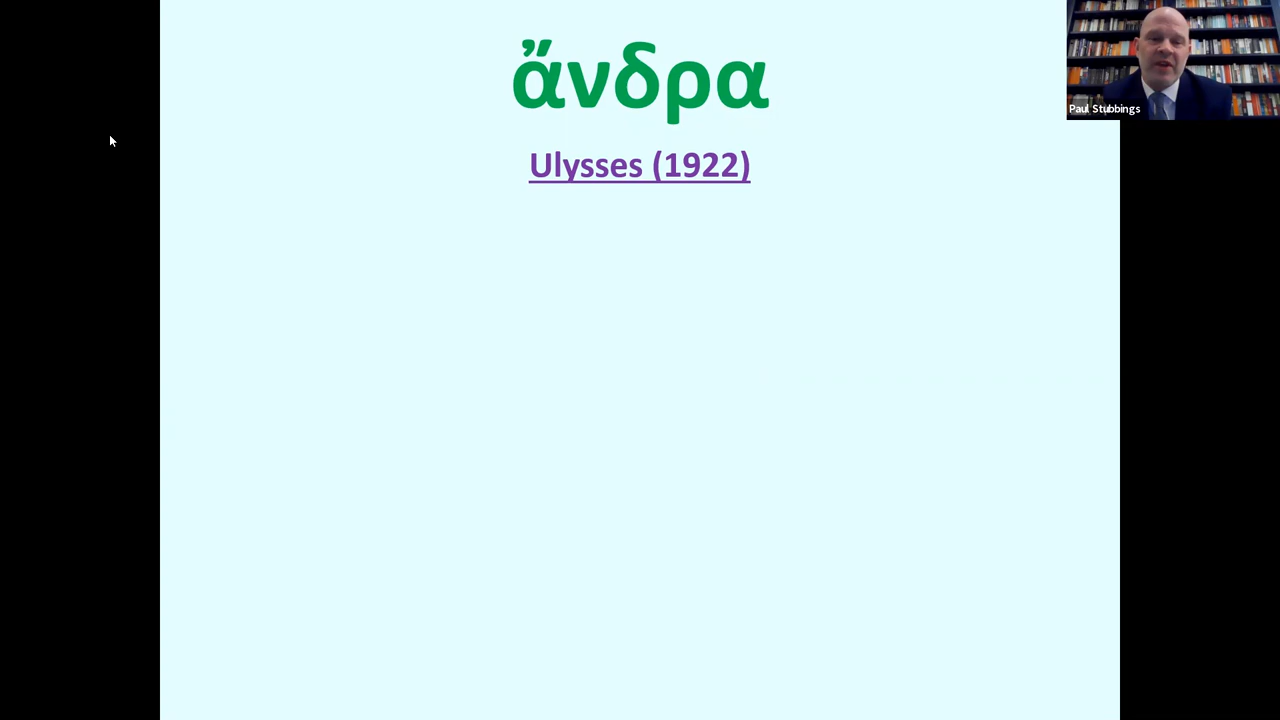 ἄνδρα
Ulysses (1922)
Paul Stubbings